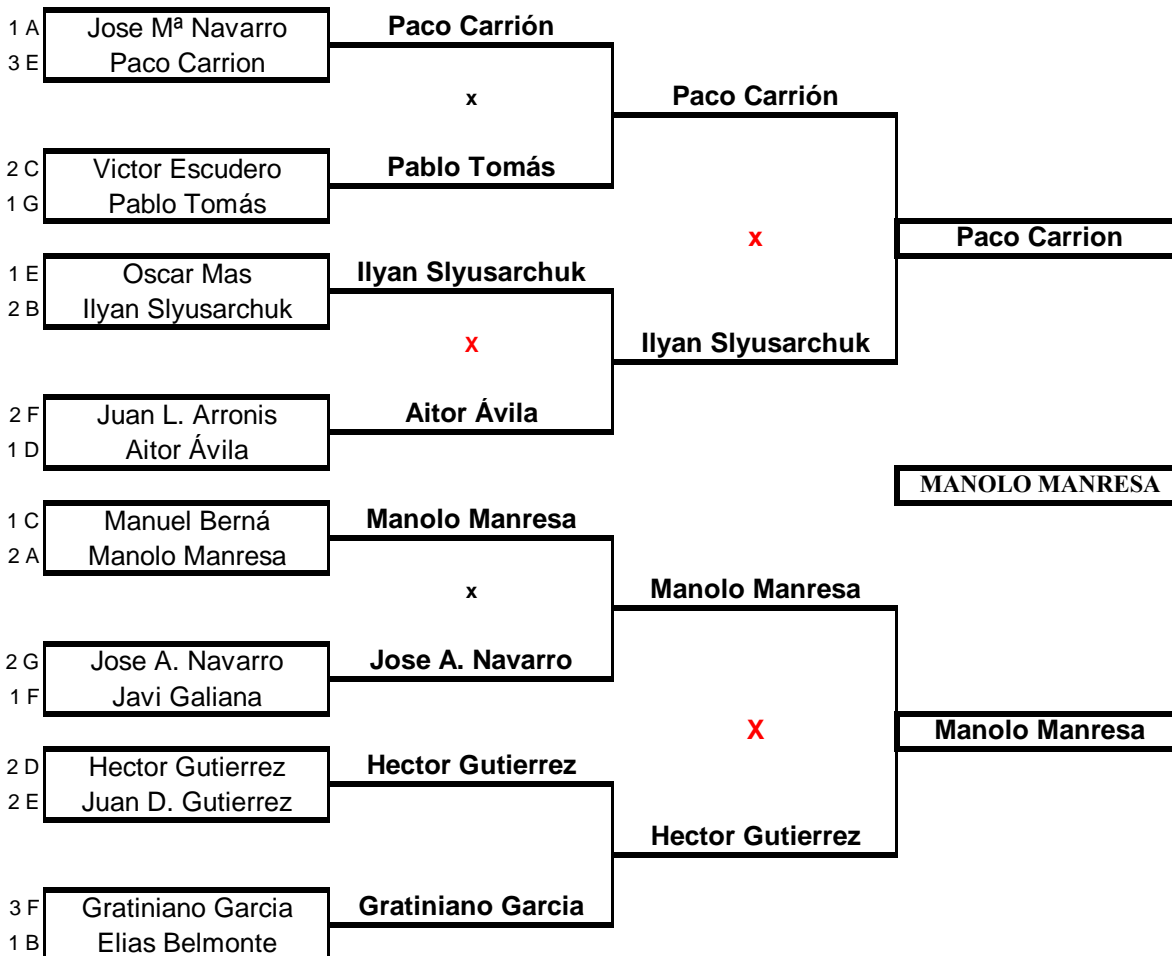 1 A Jose Mª Navarro Paco Carrión
3 E Paco Carrion
x Paco Carrión
2 C Victor Escudero Pablo Tomás
1 G Pablo Tomás
x Paco Carrion
1 E Oscar Mas Ilyan Slyusarchuk
2 B Ilyan Slyusarchuk
X Ilyan Slyusarchuk
2 F Juan L. Arronis Aitor Ávila
1 D Aitor Ávila
MANOLO MANRESA
1 C Manuel Berná Manolo Manresa
2 A Manolo Manresa
x Manolo Manresa
2 G Jose A. Navarro Jose A. Navarro
1 F Javi Galiana
X Manolo Manresa
2 D Hector Gutierrez Hector Gutierrez
2 E Juan D. Gutierrez
Hector Gutierrez
3 F Gratiniano Garcia Gratiniano Garcia
1 B Elias Belmonte